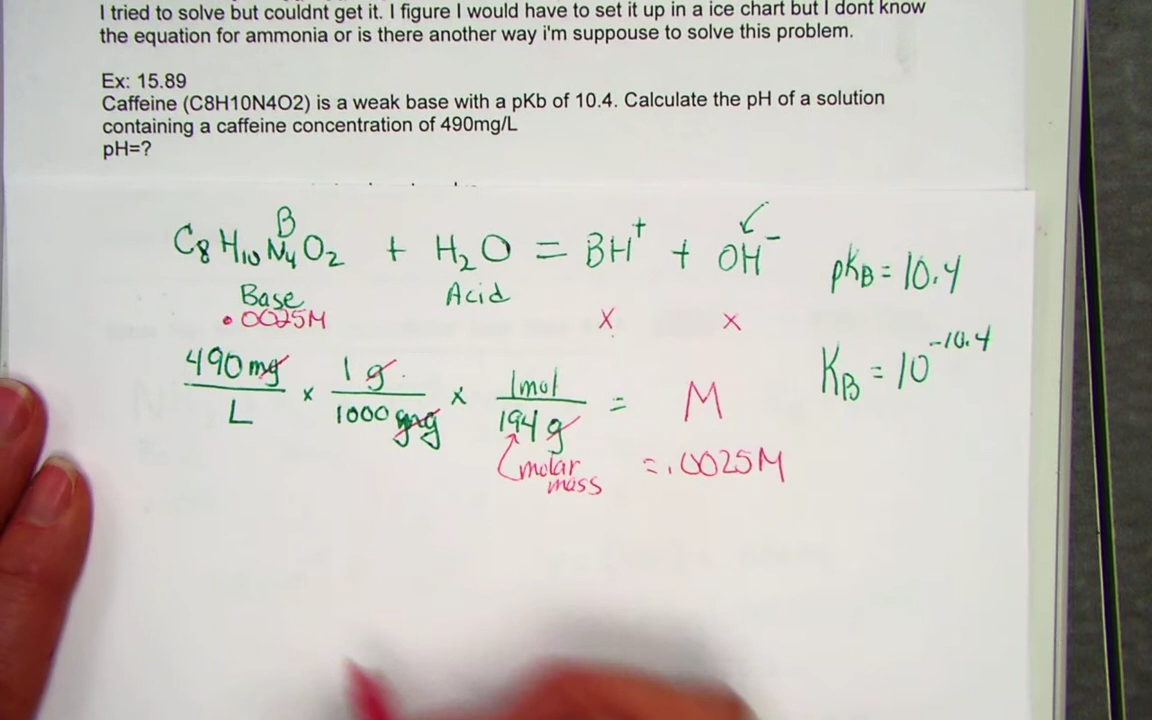 I tried to solve but couldnt get it. I figure I would have to set it up in a ice chart but I dont know
the equation for ammonia or is there another way i'm suppouse to solve this problem.
Ex: 15.89
Caffeine (C8H10N4O2) is a weak base with a pKb of 10.4. Calculate the pH of a solution
containing a caffeine concentration of 490mg/L
pH=?
B
C8H10N4O2 + H2O = BH+ + OH-
pKB = 10.4
Base Acid
.0025M x x
KB = 10^-10.4
490mg/L x 1g/1000mg x 1mol/194g = M
molar mass
= .0025M